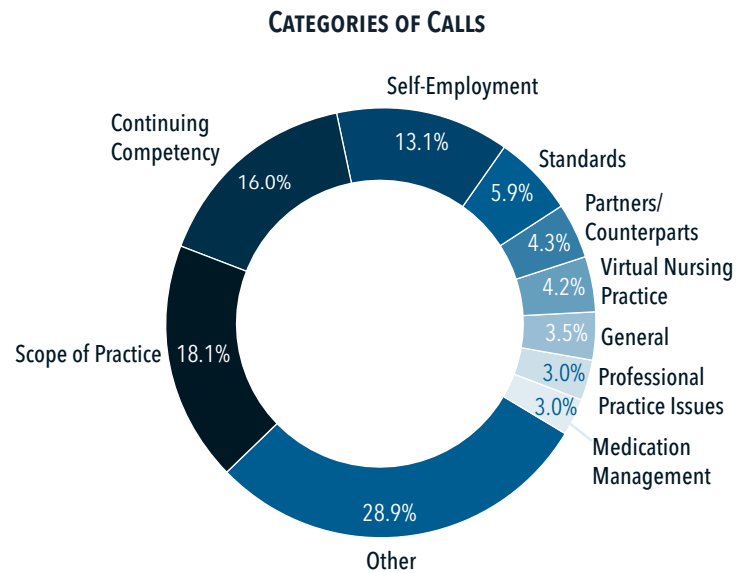 CATEGORIES OF CALLS
Self-Employment
13.1%
Continuing
Competency
16.0%
Standards
5.9%
Partners/
Counterparts
4.3%
Virtual Nursing
Practice
4.2%
General
3.5%
Scope of Practice
18.1%
Professional
Practice Issues
3.0%
3.0%
Medication
Management
28.9%
Other